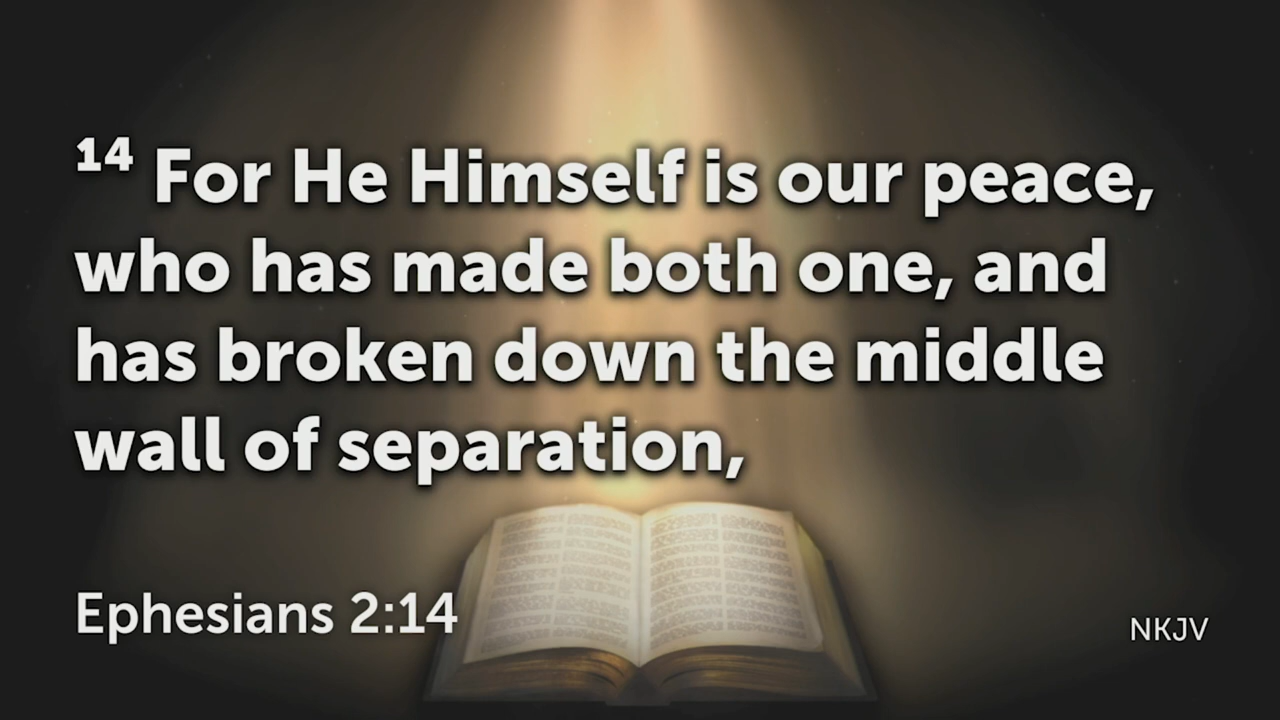 ¹⁴ For He Himself is our peace,
who has made both one, and
has broken down the middle
wall of separation,
Ephesians 2:14
NKJV